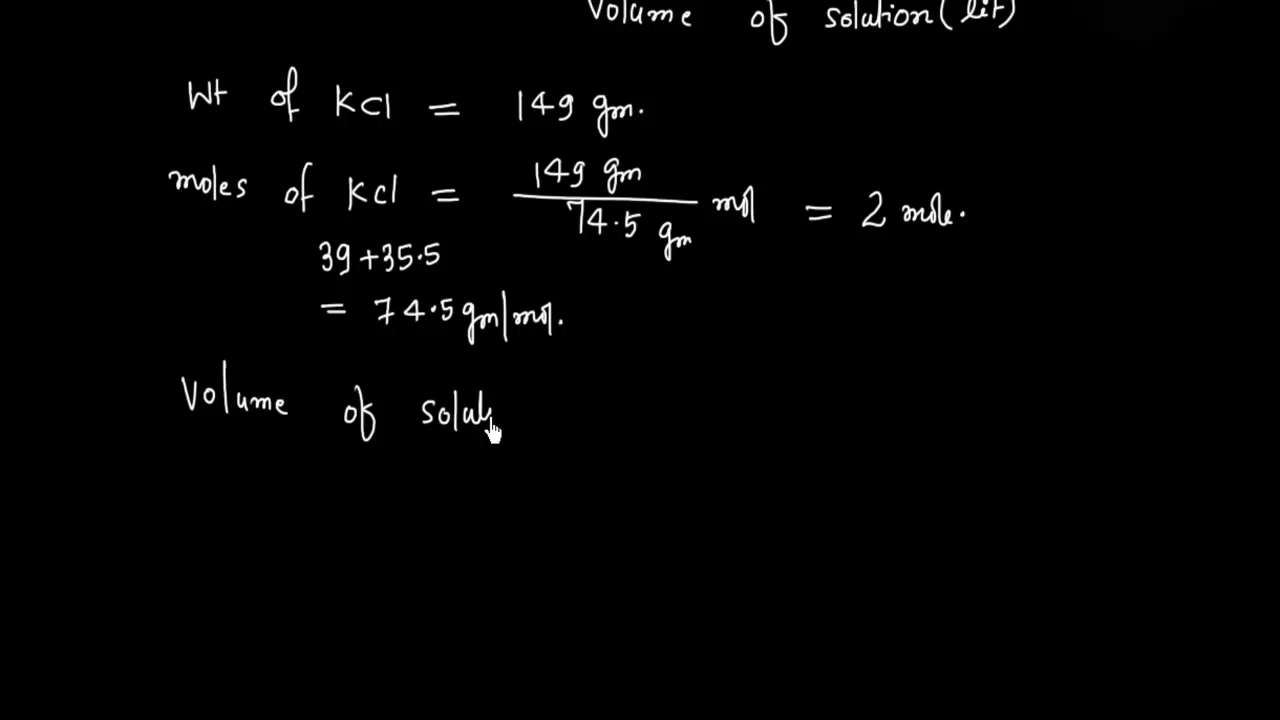 Volume of solution (lit)
Wt of KCl = 149 gm.
moles of KCl = 149 gm / 74.5 gm mol = 2 mole.
39 + 35.5
= 74.5 gm/mol.
Volume of solut